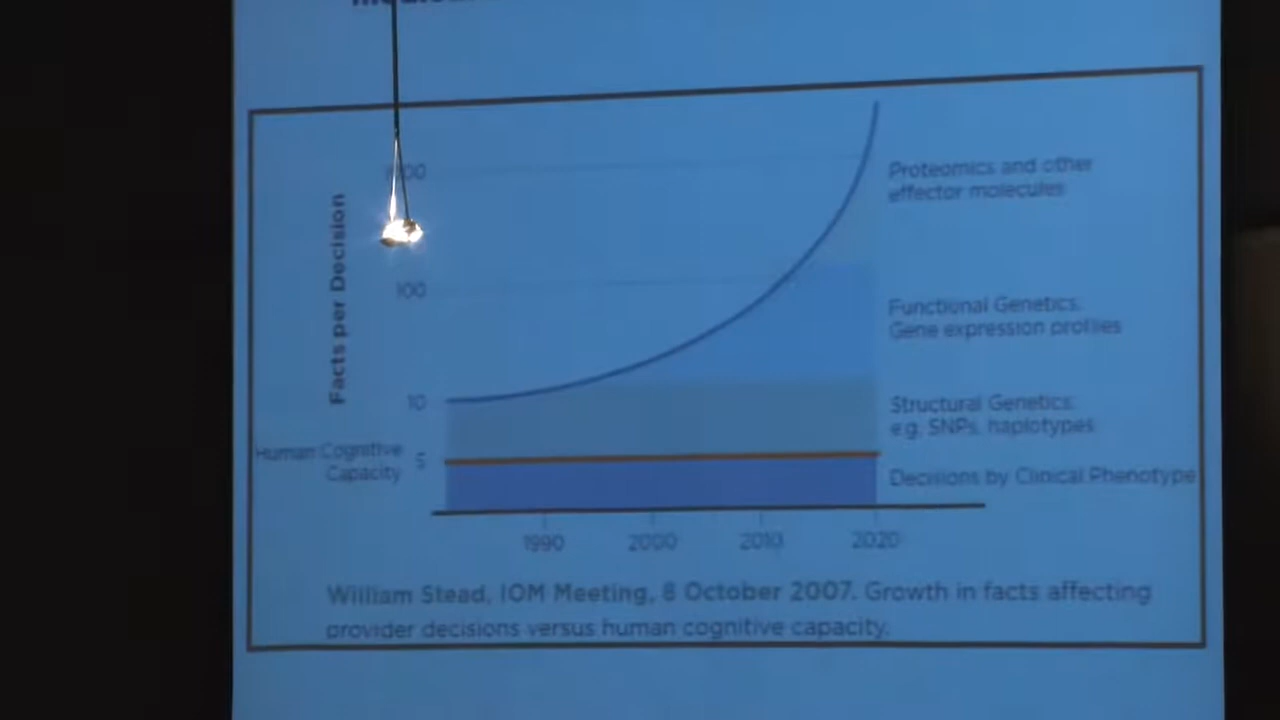 Proteomics and other
effector molecules
Facts per Decision
100
Functional Genetics:
Gene expression profiles
10
Structural Genetics:
e.g. SNPs, haplotypes
Human Cognitive
Capacity
5
Decisions by Clinical Phenotype
1990 2000 2010 2020
William Stead, IOM Meeting, 8 October 2007. Growth in facts affecting
provider decisions versus human cognitive capacity.